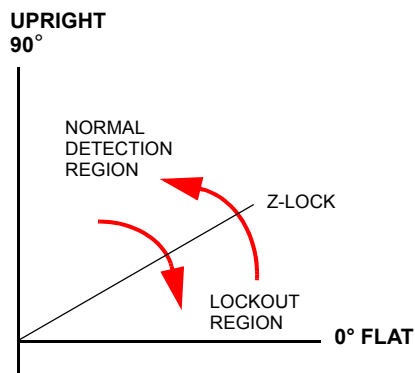 UPRIGHT
90°
NORMAL
DETECTION
REGION
Z-LOCK
LOCKOUT
REGION
0° FLAT